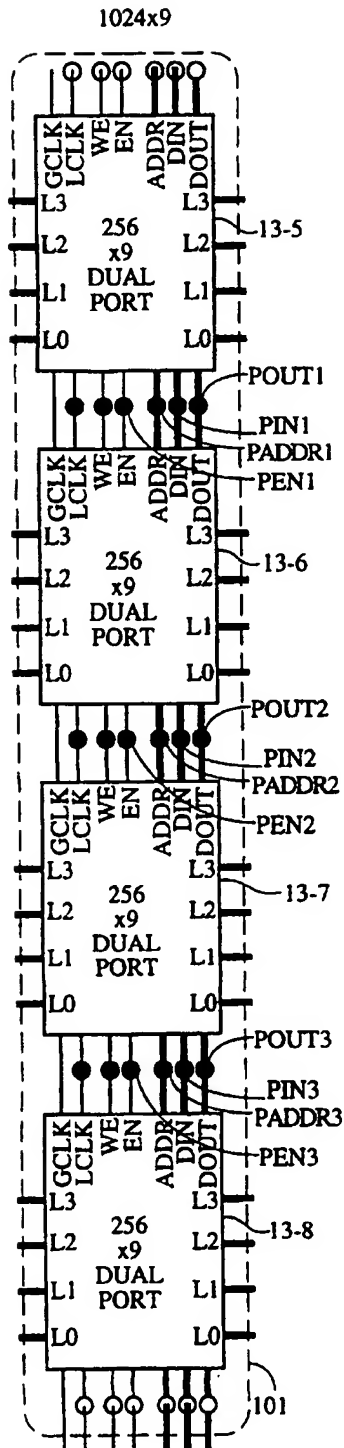 1024x9
GCLK LCLK WE EN ADDR DIN DOUT
L3 L3
13-5
256
L2 x9 L2
DUAL
L1 PORT L1
L0 L0
POUT1
PIN1
PADDR1
PEN1
GCLK LCLK WE EN ADDR DIN DOUT
L3 L3
13-6
256
L2 x9 L2
DUAL
L1 PORT L1
L0 L0
POUT2
PIN2
PADDR2
PEN2
GCLK LCLK WE EN ADDR DIN DOUT
L3 L3
13-7
256
L2 x9 L2
DUAL
L1 PORT L1
L0 L0
POUT3
PIN3
PADDR3
PEN3
GCLK LCLK WE EN ADDR DIN DOUT
L3 L3
13-8
256
L2 x9 L2
DUAL
L1 PORT L1
L0 L0
101